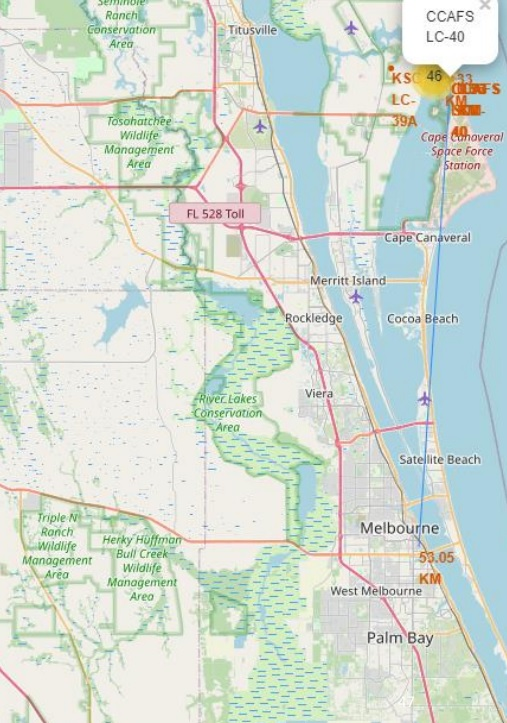 Seminole
Ranch
Conservation
Area
Titusville
CCAFS
LC-40
×
46
KSC
LC-
39A
KM
40
Tosohatchee
Wildlife
Management
Area
Cape Canaveral
Space Force
Station
FL 528 Toll
Cape Canaveral
Merritt Island
Rockledge
Cocoa Beach
Viera
River Lakes
Conservation
Area
Satellite Beach
Triple N
Ranch
Wildlife
Management
Area
Herky Huffman
Bull Creek
Wildlife
Management
Area
Melbourne
53.05
KM
West Melbourne
Palm Bay